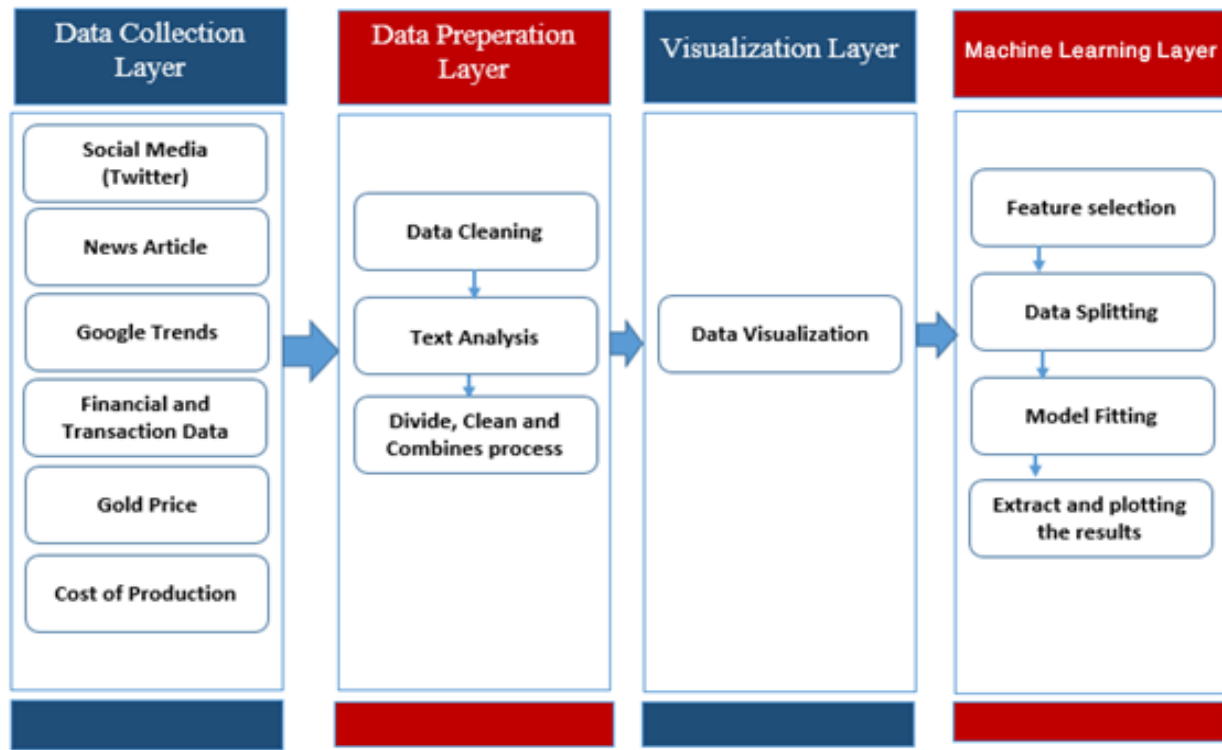 Data Collection
Layer
Social Media
(Twitter)
News Article
Google Trends
Financial and
Transaction Data
Gold Price
Cost of Production
Data Preperation
Layer
Data Cleaning
Text Analysis
Divide, Clean and
Combines process
Visualization Layer
Data Visualization
Machine Learning Layer
Feature selection
Data Splitting
Model Fitting
Extract and plotting
the results